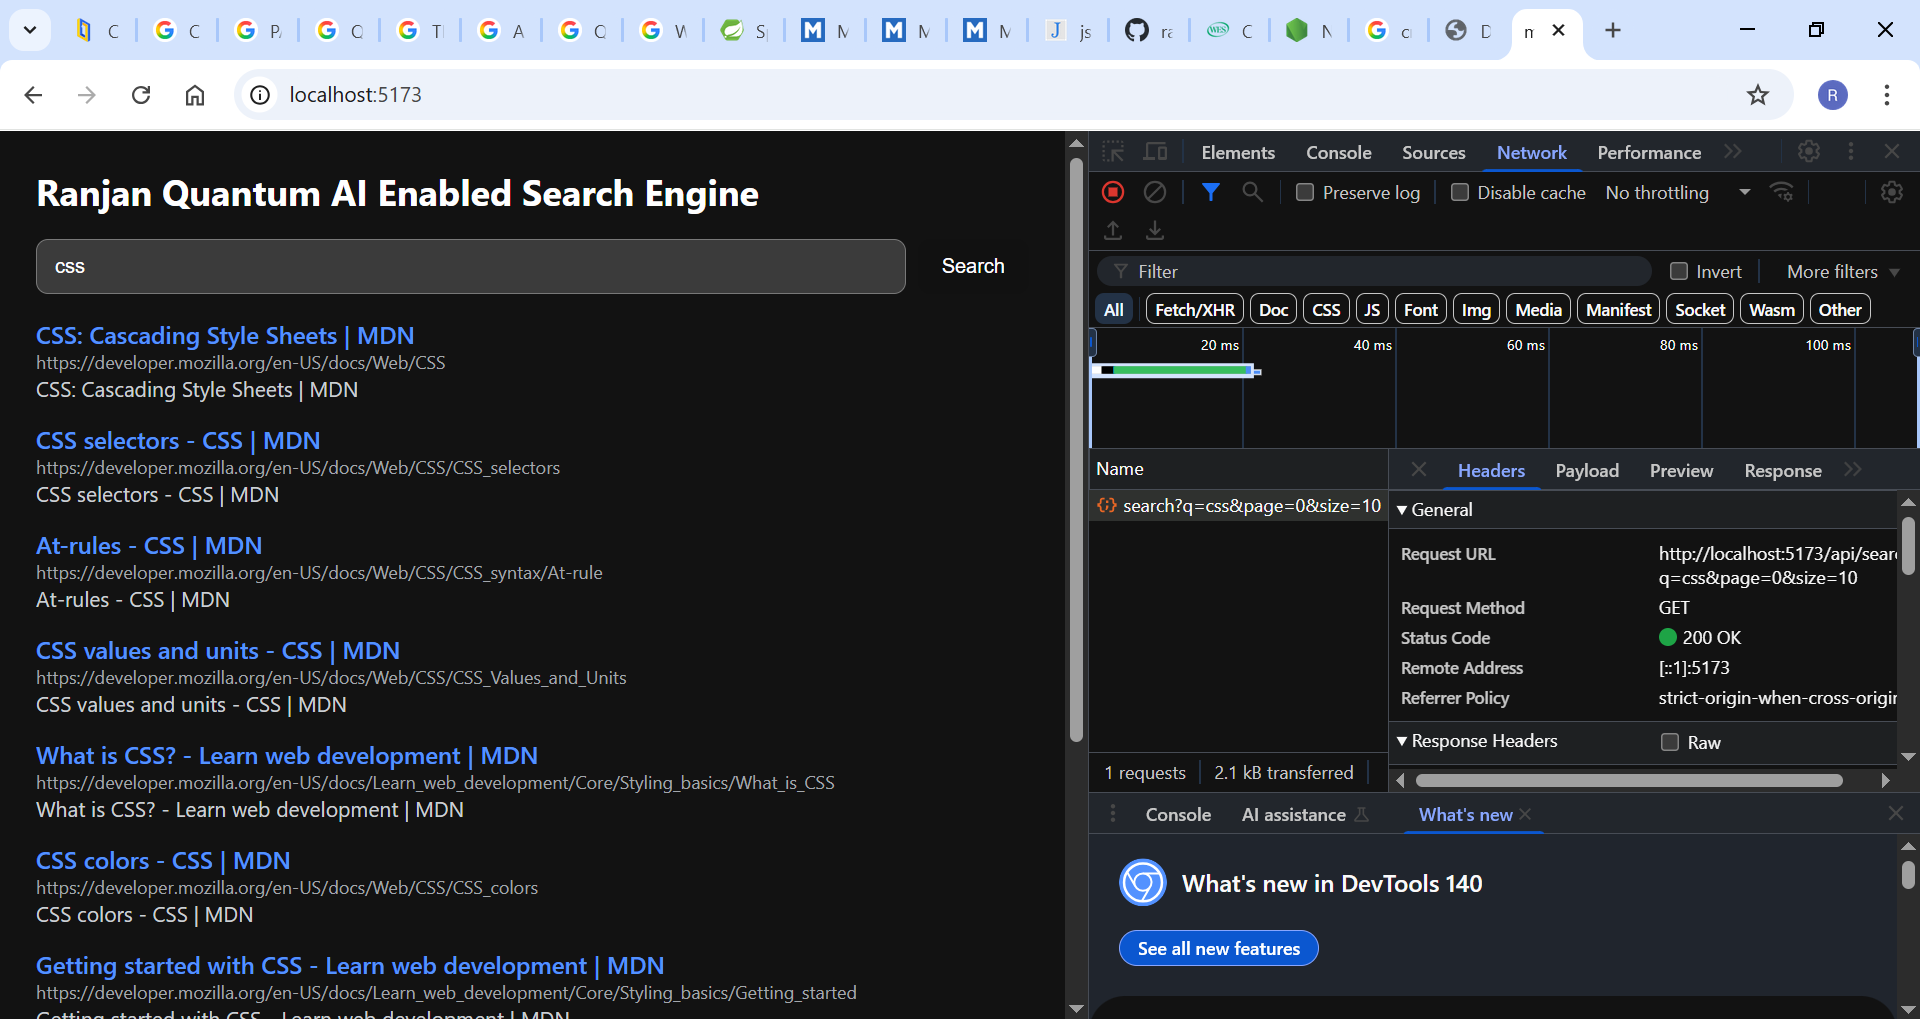 C
C
P
C
T
A
C
W
S
M
M
M
js
ra
C
N
c
D
m
localhost:5173
R
Ranjan Quantum AI Enabled Search Engine
css
Search
CSS: Cascading Style Sheets | MDN
https://developer.mozilla.org/en-US/docs/Web/CSS
CSS: Cascading Style Sheets | MDN
CSS selectors - CSS | MDN
https://developer.mozilla.org/en-US/docs/Web/CSS/CSS_selectors
CSS selectors - CSS | MDN
At-rules - CSS | MDN
https://developer.mozilla.org/en-US/docs/Web/CSS/CSS_syntax/At-rule
At-rules - CSS | MDN
CSS values and units - CSS | MDN
https://developer.mozilla.org/en-US/docs/Web/CSS/CSS_Values_and_Units
CSS values and units - CSS | MDN
What is CSS? - Learn web development | MDN
https://developer.mozilla.org/en-US/docs/Learn_web_development/Core/Styling_basics/What_is_CSS
What is CSS? - Learn web development | MDN
CSS colors - CSS | MDN
https://developer.mozilla.org/en-US/docs/Web/CSS/CSS_colors
CSS colors - CSS | MDN
Getting started with CSS - Learn web development | MDN
https://developer.mozilla.org/en-US/docs/Learn_web_development/Core/Styling_basics/Getting_started
Getting started with CSS - Learn web development | MDN
Elements Console Sources Network Performance
Preserve log Disable cache No throttling
Filter Invert More filters
All Fetch/XHR Doc CSS JS Font Img Media Manifest Socket Wasm Other
20 ms 40 ms 60 ms 80 ms 100 ms
Name
search?q=css&page=0&size=10
1 requests 2.1 kB transferred
Headers Payload Preview Response
General
Request URL http://localhost:5173/api/sear
q=css&page=0&size=10
Request Method GET
Status Code 200 OK
Remote Address [::1]:5173
Referrer Policy strict-origin-when-cross-origin
Response Headers Raw
Console AI assistance What's new
What's new in DevTools 140
See all new features